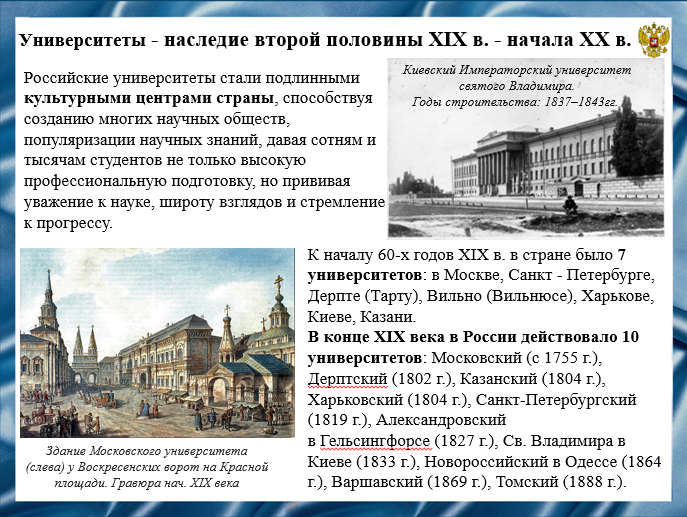 Университеты - наследие второй половины XIX в. - начала XX в.
Российские университеты стали подлинными
культурными центрами страны, способствуя
созданию многих научных обществ,
популяризации научных знаний, давая сотням и
тысячам студентов не только высокую
профессиональную подготовку, но прививая
уважение к науке, широту взглядов и стремление
к прогрессу.
Киевский Императорский университет
святого Владимира.
Годы строительства: 1837–1843гг.
К началу 60-х годов XIX в. в стране было 7
университетов: в Москве, Санкт - Петербурге,
Дерпте (Тарту), Вильно (Вильнюсе), Харькове,
Киеве, Казани.
В конце XIX века в России действовало 10
университетов: Московский (с 1755 г.),
Дерптский (1802 г.), Казанский (1804 г.),
Харьковский (1804 г.), Санкт-Петербургский
(1819 г.), Александровский
в Гельсингфорсе (1827 г.), Св. Владимира в
Киеве (1833 г.), Новороссийский в Одессе (1864
г.), Варшавский (1869 г.), Томский (1888 г.).
Здание Московского университета
(слева) у Воскресенских ворот на Красной
площади. Гравюра нач. XIX века